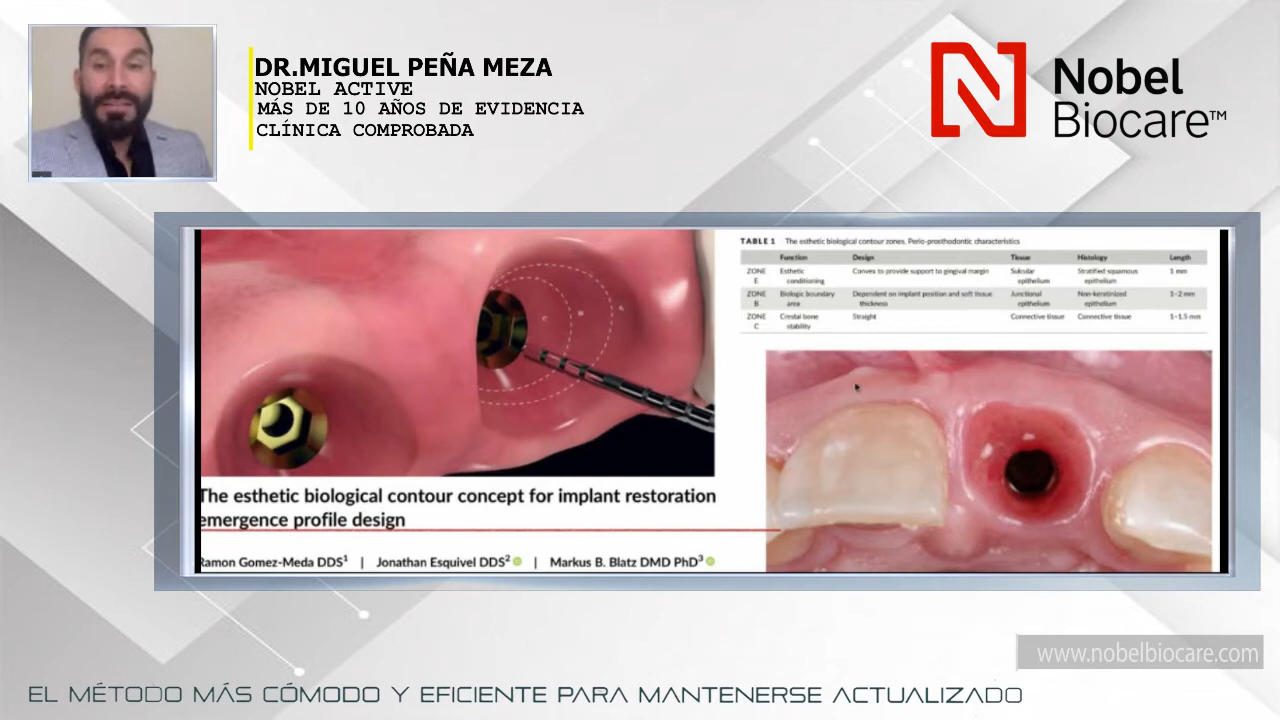 DR.MIGUEL PEÑA MEZA
NOBEL ACTIVE
MÁS DE 10 AÑOS DE EVIDENCIA
CLÍNICA COMPROBADA
N
Nobel
Biocare™
TABLE 1 The esthetic biological contour zones. Perio-prosthodontic characteristics
Function Design Tissue Histology Length
ZONE Esthetic Convex to provide support to gingival margin Sulcular Stratified squamous 1 mm
E conditioning epithelium epithelium
ZONE Biologic boundary Dependent on implant position and soft tissue Junctional Non-keratinized 1–2 mm
B area thickness epithelium epithelium
ZONE Crestal bone Straight Connective tissue Connective tissue 1–1.5 mm
C stability
C B
The esthetic biological contour concept for implant restoration
emergence profile design
Ramon Gomez-Meda DDS¹ | Jonathan Esquivel DDS² | Markus B. Blatz DMD PhD³
www.nobelbiocare.com
EL MÉTODO MÁS CÓMODO Y EFICIENTE PARA MANTENERSE ACTUALIZADO